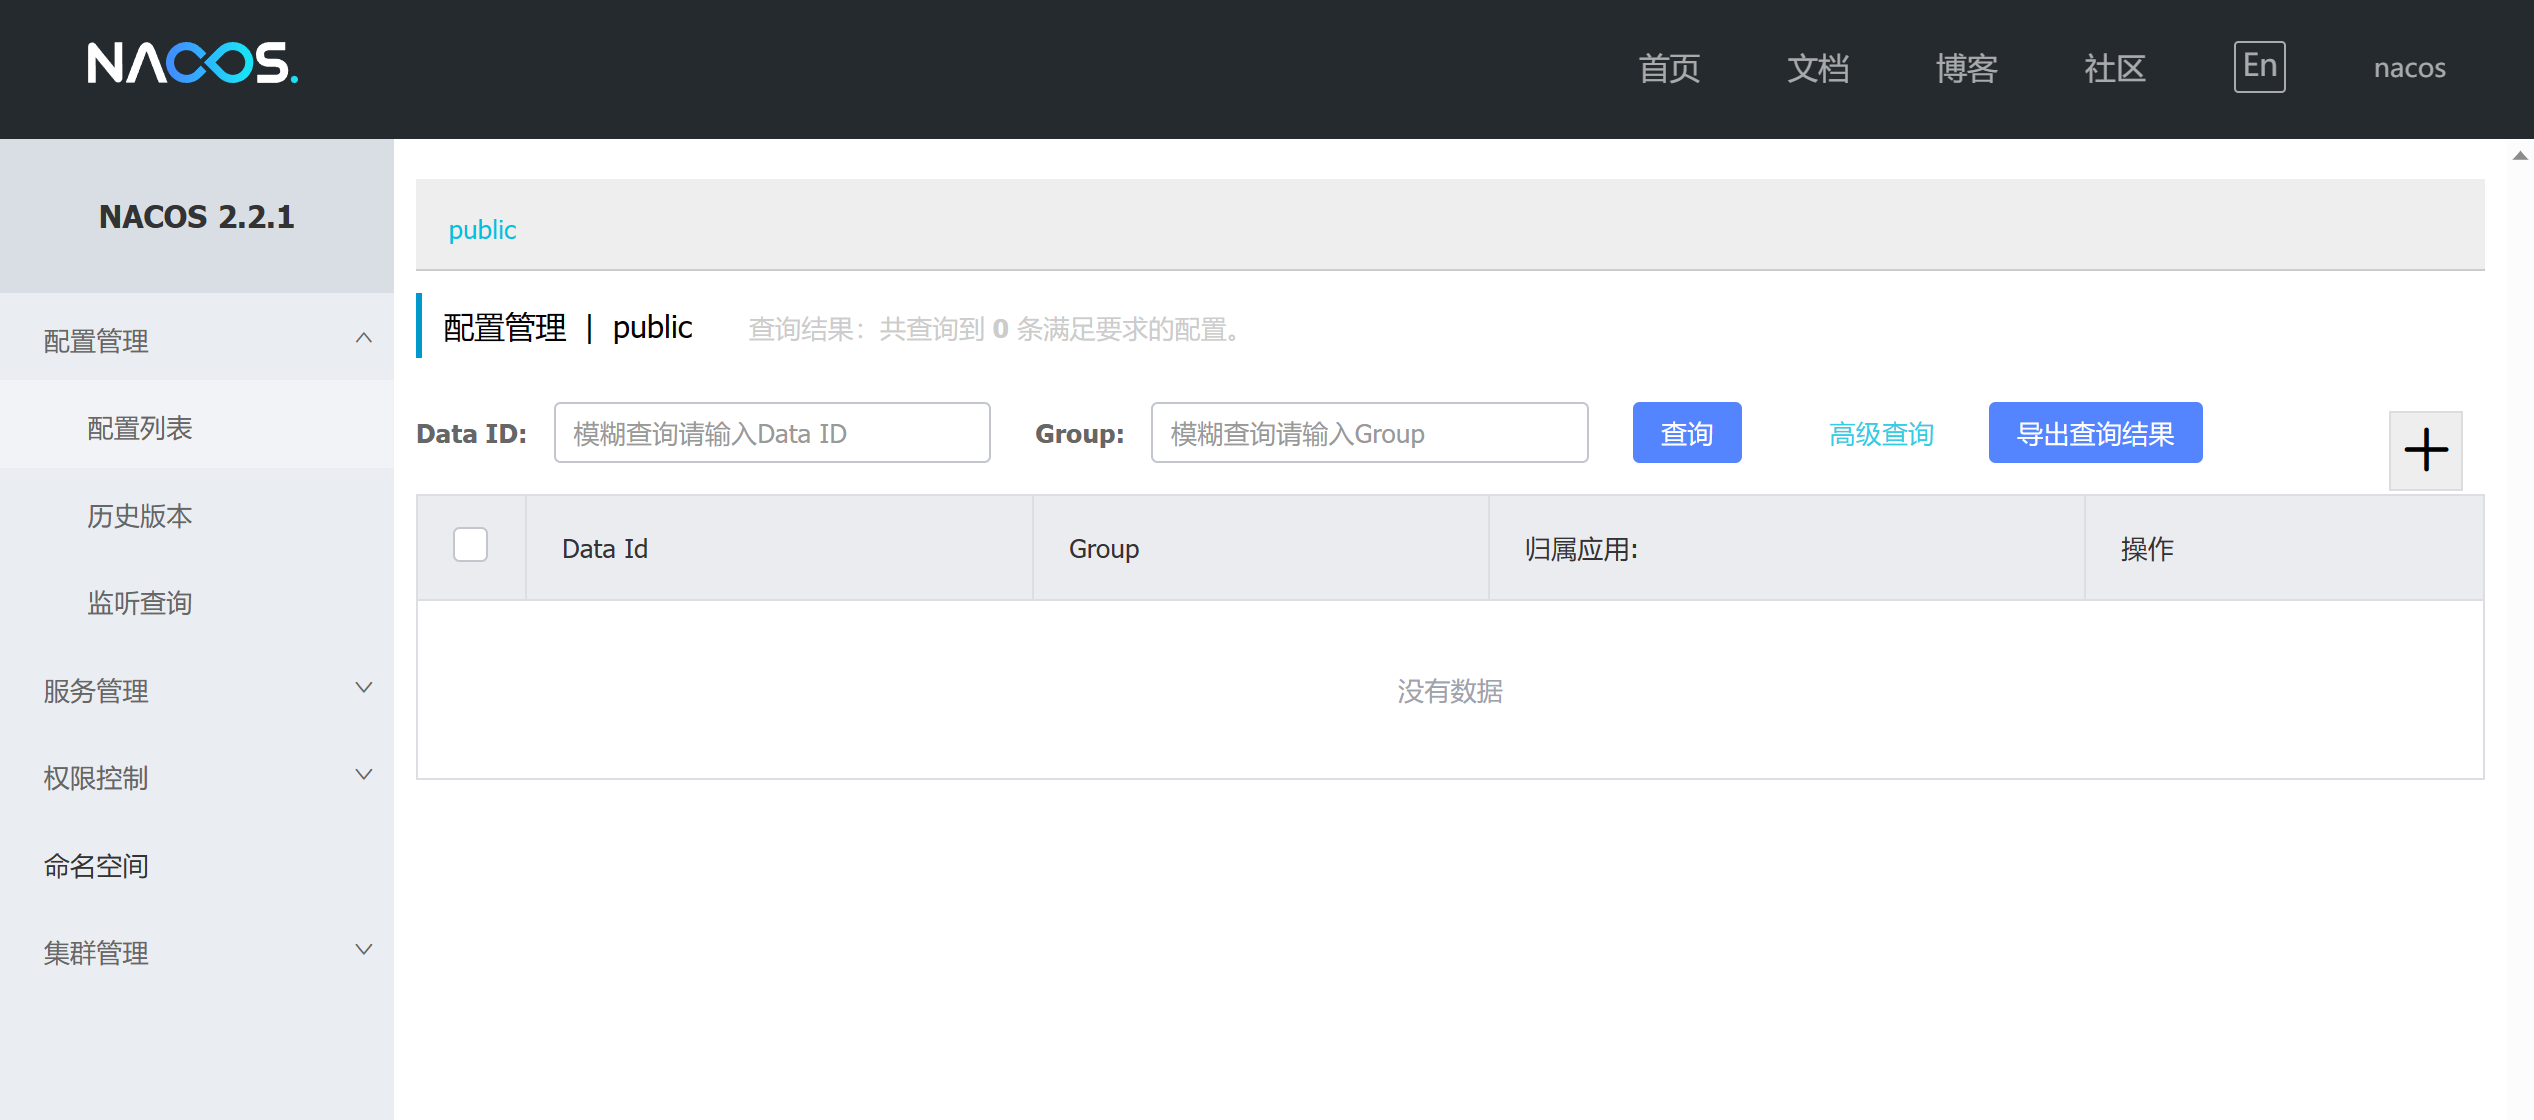 NACOS.
首页 文档 博客 社区 En nacos
NACOS 2.2.1
配置管理
配置列表
历史版本
监听查询
服务管理
权限控制
命名空间
集群管理
public
配置管理 | public 查询结果：共查询到 0 条满足要求的配置。
Data ID: 模糊查询请输入Data ID Group: 模糊查询请输入Group 查询 高级查询 导出查询结果
Data Id Group 归属应用: 操作
没有数据